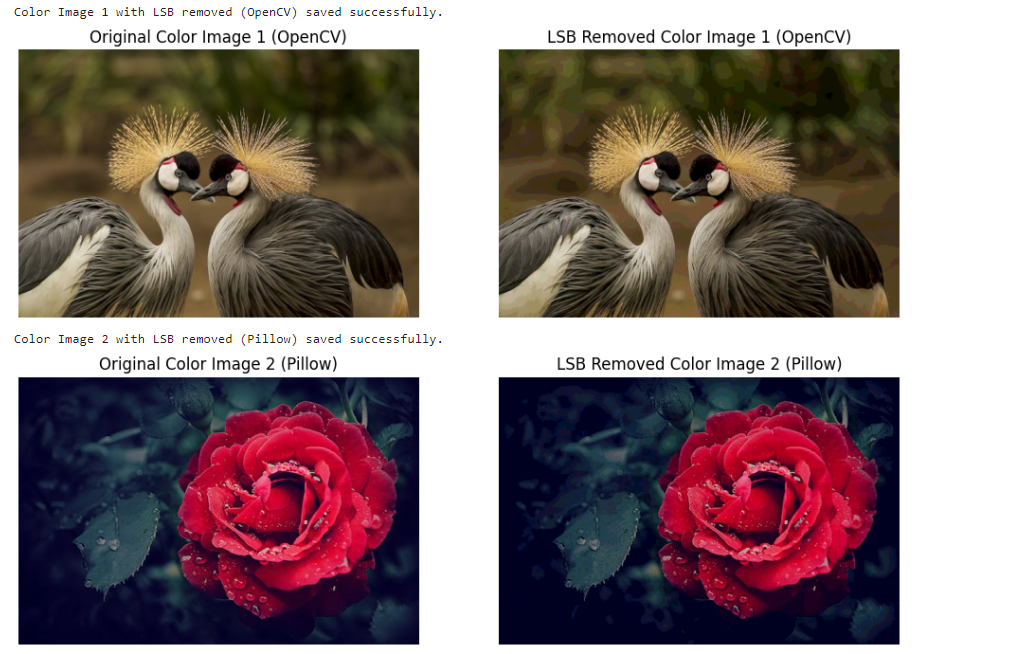 Color Image 1 with LSB removed (OpenCV) saved successfully.
Original Color Image 1 (OpenCV)
LSB Removed Color Image 1 (OpenCV)
Color Image 2 with LSB removed (Pillow) saved successfully.
Original Color Image 2 (Pillow)
LSB Removed Color Image 2 (Pillow)